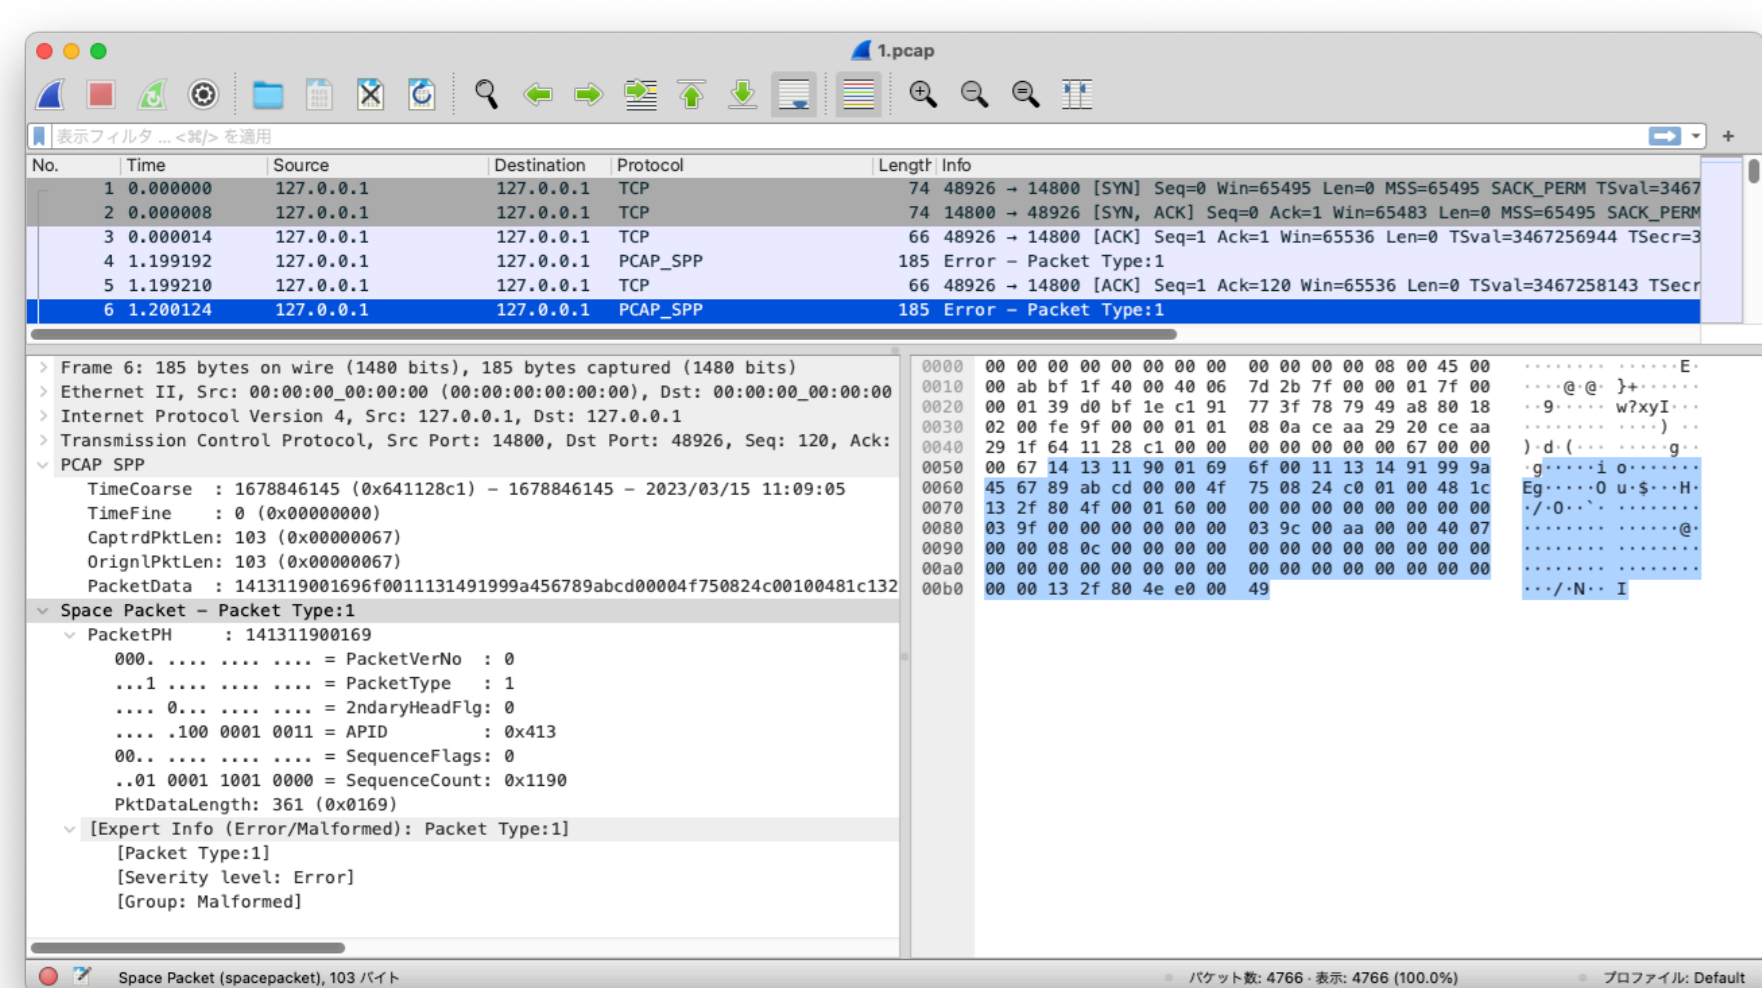 1.pcap
表示フィルタ ... <⌘/> を適用
No. Time Source Destination Protocol Length Info
1 0.000000 127.0.0.1 127.0.0.1 TCP 74 48926 → 14800 [SYN] Seq=0 Win=65495 Len=0 MSS=65495 SACK_PERM TSval=3467
2 0.000008 127.0.0.1 127.0.0.1 TCP 74 14800 → 48926 [SYN, ACK] Seq=0 Ack=1 Win=65483 Len=0 MSS=65495 SACK_PERM
3 0.000014 127.0.0.1 127.0.0.1 TCP 66 48926 → 14800 [ACK] Seq=1 Ack=1 Win=65536 Len=0 TSval=3467256944 TSecr=3
4 1.199192 127.0.0.1 127.0.0.1 PCAP_SPP 185 Error – Packet Type:1
5 1.199210 127.0.0.1 127.0.0.1 TCP 66 48926 → 14800 [ACK] Seq=1 Ack=120 Win=65536 Len=0 TSval=3467258143 TSecr
6 1.200124 127.0.0.1 127.0.0.1 PCAP_SPP 185 Error – Packet Type:1
Frame 6: 185 bytes on wire (1480 bits), 185 bytes captured (1480 bits)
Ethernet II, Src: 00:00:00_00:00:00 (00:00:00:00:00:00), Dst: 00:00:00_00:00:00
Internet Protocol Version 4, Src: 127.0.0.1, Dst: 127.0.0.1
Transmission Control Protocol, Src Port: 14800, Dst Port: 48926, Seq: 120, Ack:
PCAP SPP
TimeCoarse : 1678846145 (0x641128c1) – 1678846145 – 2023/03/15 11:09:05
TimeFine : 0 (0x00000000)
CaptrdPktLen: 103 (0x00000067)
OrignlPktLen: 103 (0x00000067)
PacketData : 1413119001696f0011131491999a456789abcd00004f750824c00100481c132
Space Packet – Packet Type:1
PacketPH : 141311900169
000. .... .... .... = PacketVerNo : 0
...1 .... .... .... = PacketType : 1
.... 0... .... .... = 2ndaryHeadFlg: 0
.... .100 0001 0011 = APID : 0x413
00.. .... .... .... = SequenceFlags: 0
..01 0001 1001 0000 = SequenceCount: 0x1190
PktDataLength: 361 (0x0169)
[Expert Info (Error/Malformed): Packet Type:1]
[Packet Type:1]
[Severity level: Error]
[Group: Malformed]
0000 00 00 00 00 00 00 00 00 00 00 00 00 08 00 45 00 ········ ······E·
0010 00 ab bf 1f 40 00 40 06 7d 2b 7f 00 00 01 7f 00 ····@·@· }+······
0020 00 01 39 d0 bf 1e c1 91 77 3f 78 79 49 a8 80 18 ··9····· w?xyI···
0030 02 00 fe 9f 00 00 01 01 08 0a ce aa 29 20 ce aa ········ ····) ··
0040 29 1f 64 11 28 c1 00 00 00 00 00 00 00 67 00 00 )·d·(··· ·····g··
0050 00 67 14 13 11 90 01 69 6f 00 11 13 14 91 99 9a ·g·····i o·······
0060 45 67 89 ab cd 00 00 4f 75 08 24 c0 01 00 48 1c Eg·····O u·$···H·
0070 13 2f 80 4f 00 01 60 00 00 00 00 00 00 00 00 00 ·/·O··`· ········
0080 03 9f 00 00 00 00 00 00 03 9c 00 aa 00 00 40 07 ········ ······@·
0090 00 00 08 0c 00 00 00 00 00 00 00 00 00 00 00 00 ········ ········
00a0 00 00 00 00 00 00 00 00 00 00 00 00 00 00 00 00 ········ ········
00b0 00 00 13 2f 80 4e e0 00 49 ···/·N·· I
Space Packet (spacepacket), 103 バイト パケット数: 4766 · 表示: 4766 (100.0%) プロファイル: Default